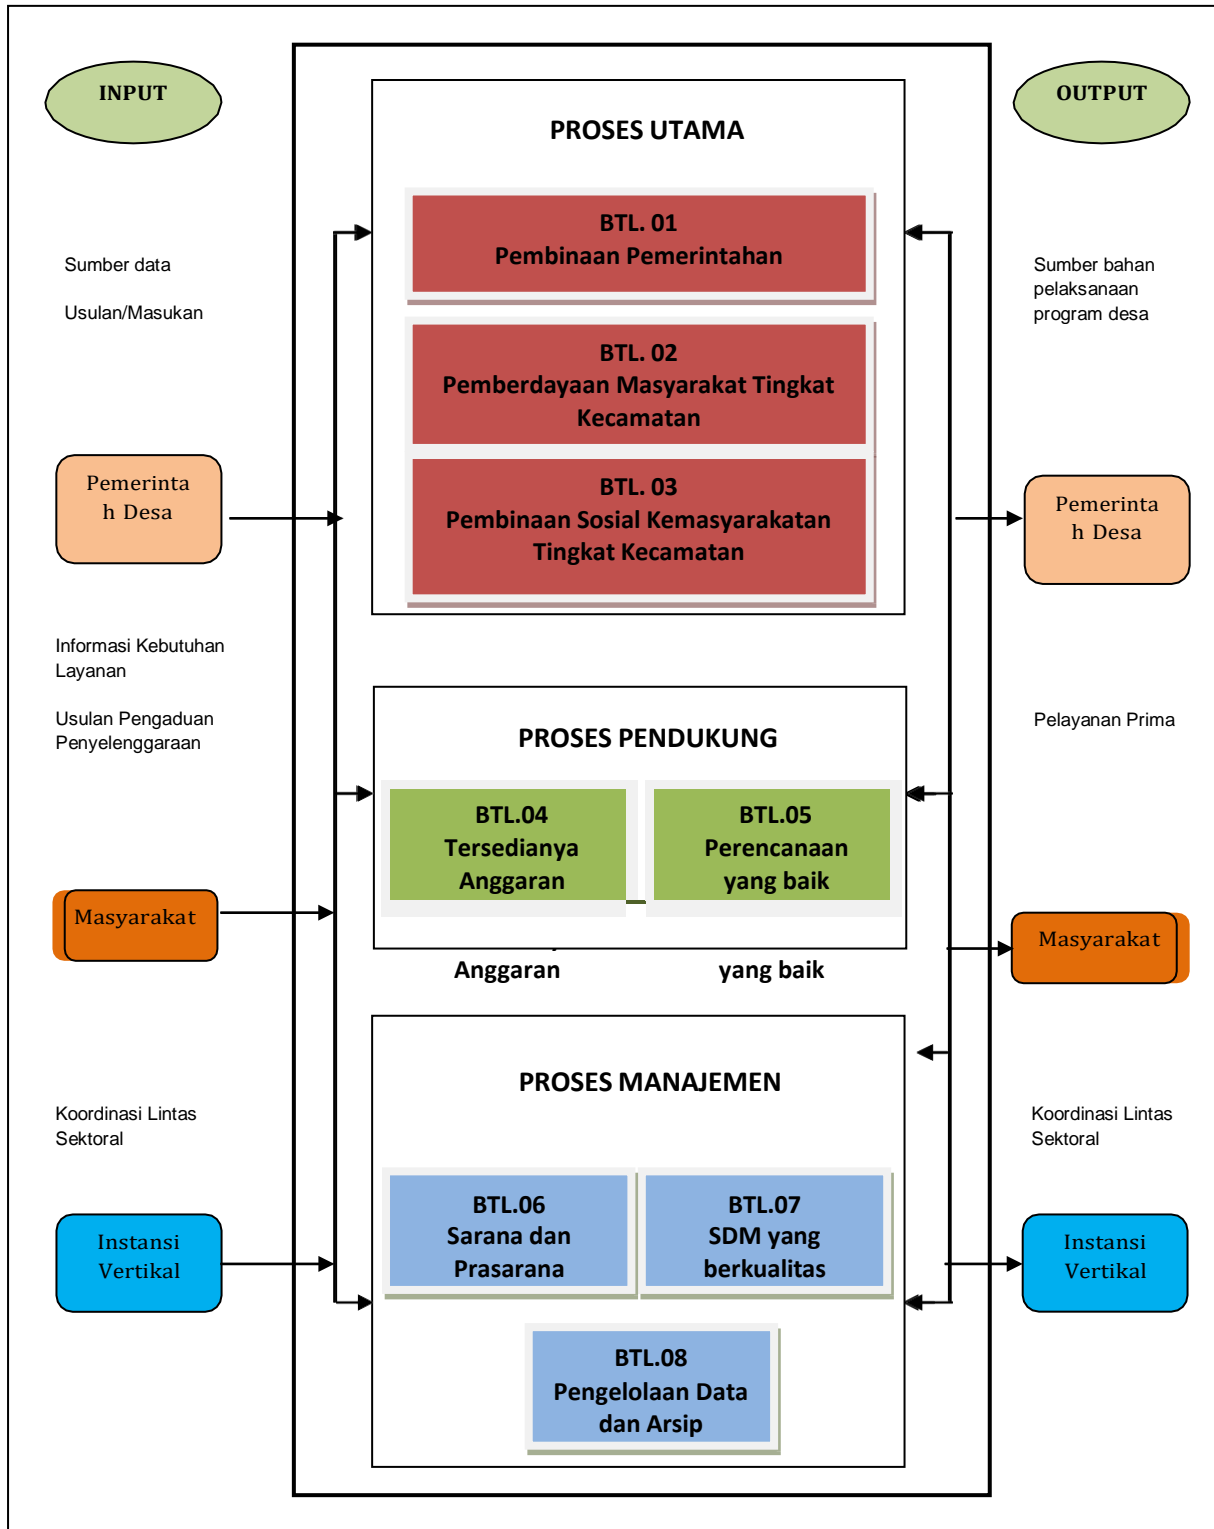 INPUT
Sumber data
Usulan/Masukan
Pemerinta
h Desa
Informasi Kebutuhan
Layanan
Usulan Pengaduan
Penyelenggaraan
Masyarakat
Koordinasi Lintas
Sektoral
Instansi
Vertikal
PROSES UTAMA
BTL. 01
Pembinaan Pemerintahan
BTL. 02
Pemberdayaan Masyarakat Tingkat
Kecamatan
BTL. 03
Pembinaan Sosial Kemasyarakatan
Tingkat Kecamatan
PROSES PENDUKUNG
BTL.04
Tersedianya
Anggaran
BTL.05
Perencanaan
yang baik
Anggaran
yang baik
PROSES MANAJEMEN
BTL.06
Sarana dan
Prasarana
BTL.07
SDM yang
berkualitas
BTL.08
Pengelolaan Data
dan Arsip
OUTPUT
Sumber bahan
pelaksanaan
program desa
Pemerinta
h Desa
Pelayanan Prima
Masyarakat
Koordinasi Lintas
Sektoral
Instansi
Vertikal